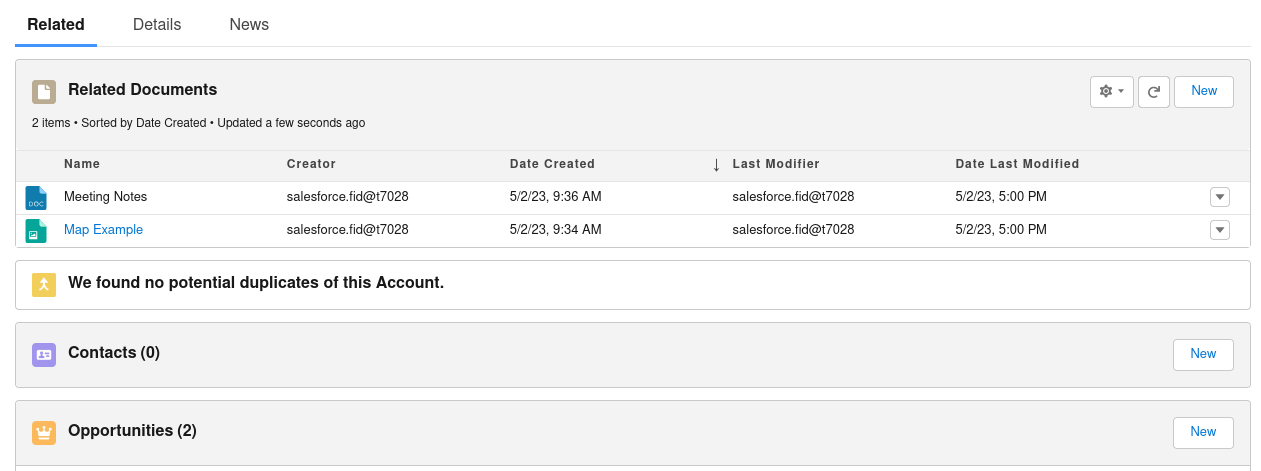 Related Details News
Related Documents New
2 items • Sorted by Date Created • Updated a few seconds ago
Name Creator Date Created ↓ Last Modifier Date Last Modified
DOC Meeting Notes salesforce.fid@t7028 5/2/23, 9:36 AM salesforce.fid@t7028 5/2/23, 5:00 PM
Map Example salesforce.fid@t7028 5/2/23, 9:34 AM salesforce.fid@t7028 5/2/23, 5:00 PM
We found no potential duplicates of this Account.
Contacts (0) New
Opportunities (2) New